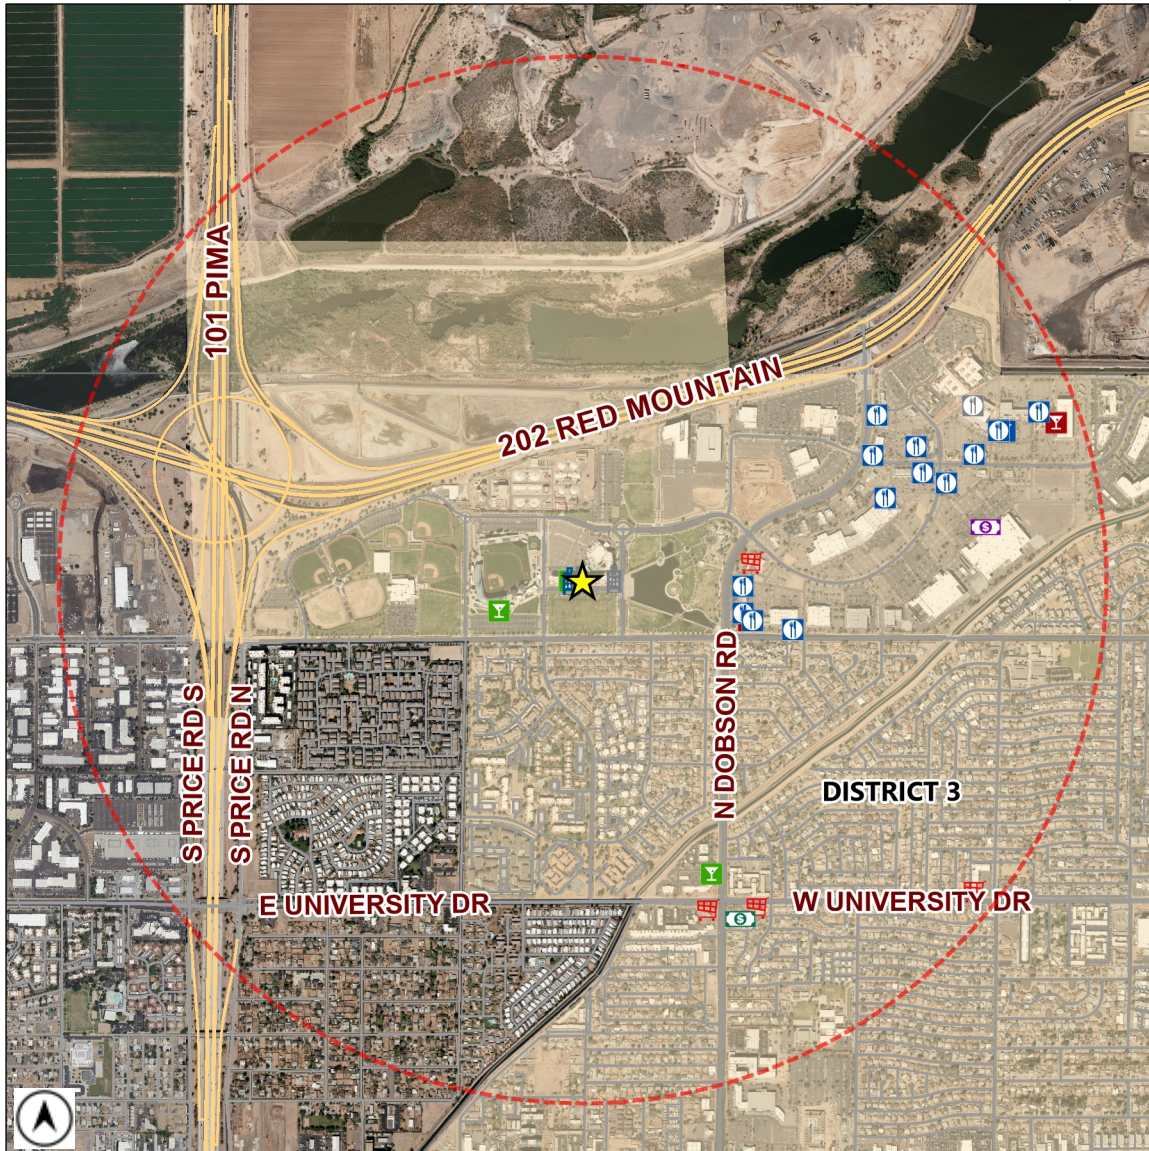 101 PIMA
202 RED MOUNTAIN
S PRICE RD S
S PRICE RD N
N DOBSON RD
DISTRICT 3
E UNIVERSITY DR
W UNIVERSITY DR
$
$